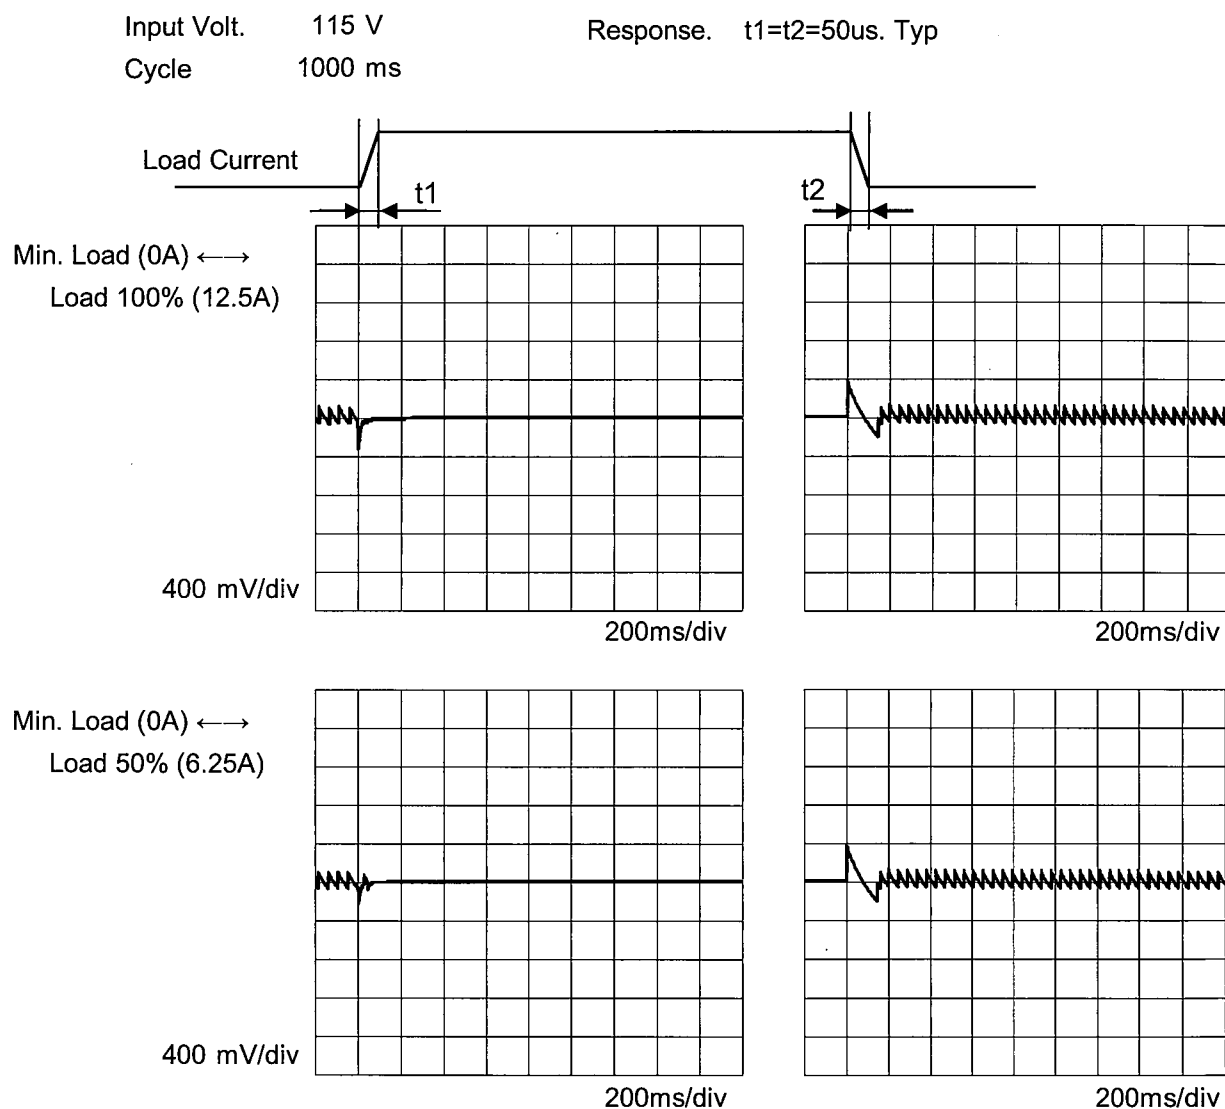 Input Volt. 115 V Response. t1=t2=50us. Typ
Cycle 1000 ms
Load Current
t1 t2
Min. Load (0A) ←→
Load 100% (12.5A)
400 mV/div
200ms/div 200ms/div
Min. Load (0A) ←→
Load 50% (6.25A)
400 mV/div
200ms/div 200ms/div